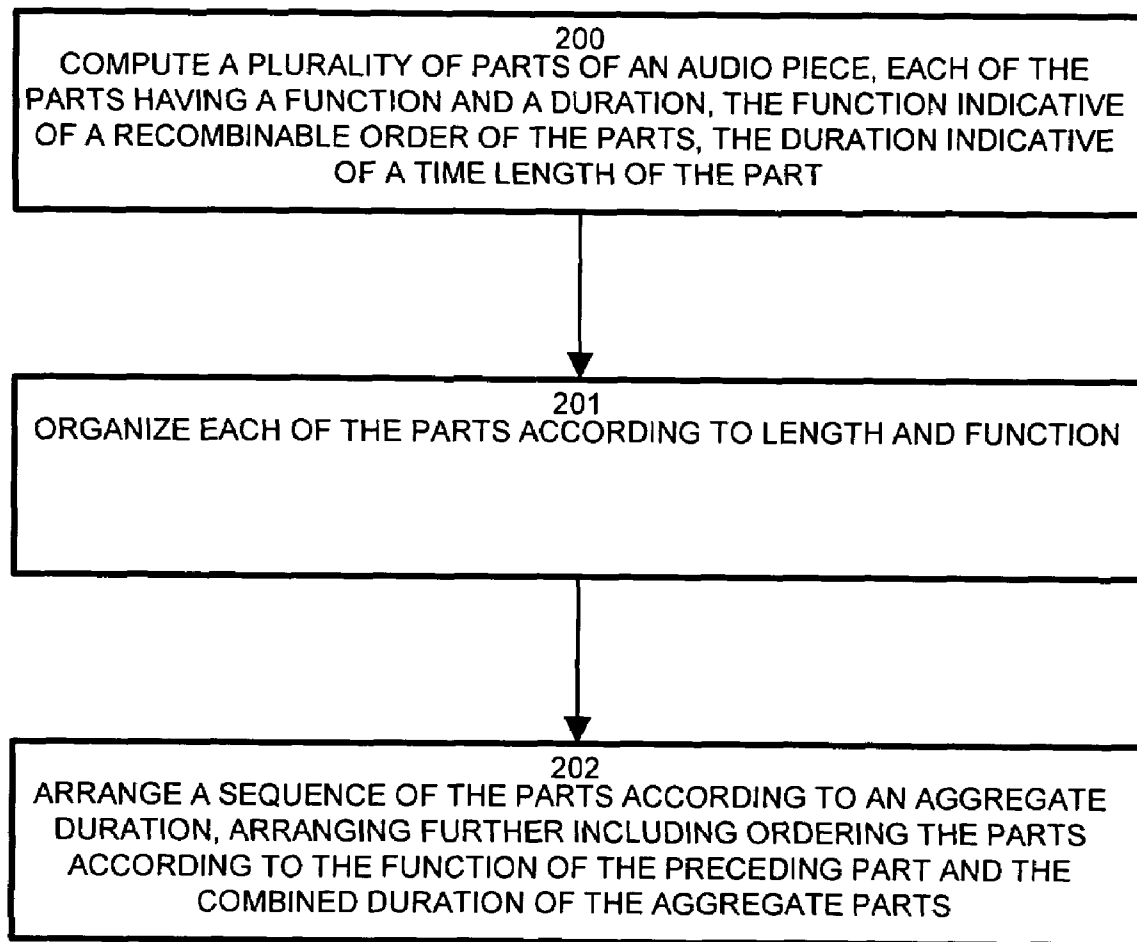 200
COMPUTE A PLURALITY OF PARTS OF AN AUDIO PIECE, EACH OF THE
PARTS HAVING A FUNCTION AND A DURATION, THE FUNCTION INDICATIVE
OF A RECOMBINABLE ORDER OF THE PARTS, THE DURATION INDICATIVE
OF A TIME LENGTH OF THE PART
201
ORGANIZE EACH OF THE PARTS ACCORDING TO LENGTH AND FUNCTION
202
ARRANGE A SEQUENCE OF THE PARTS ACCORDING TO AN AGGREGATE
DURATION, ARRANGING FURTHER INCLUDING ORDERING THE PARTS
ACCORDING TO THE FUNCTION OF THE PRECEDING PART AND THE
COMBINED DURATION OF THE AGGREGATE PARTS